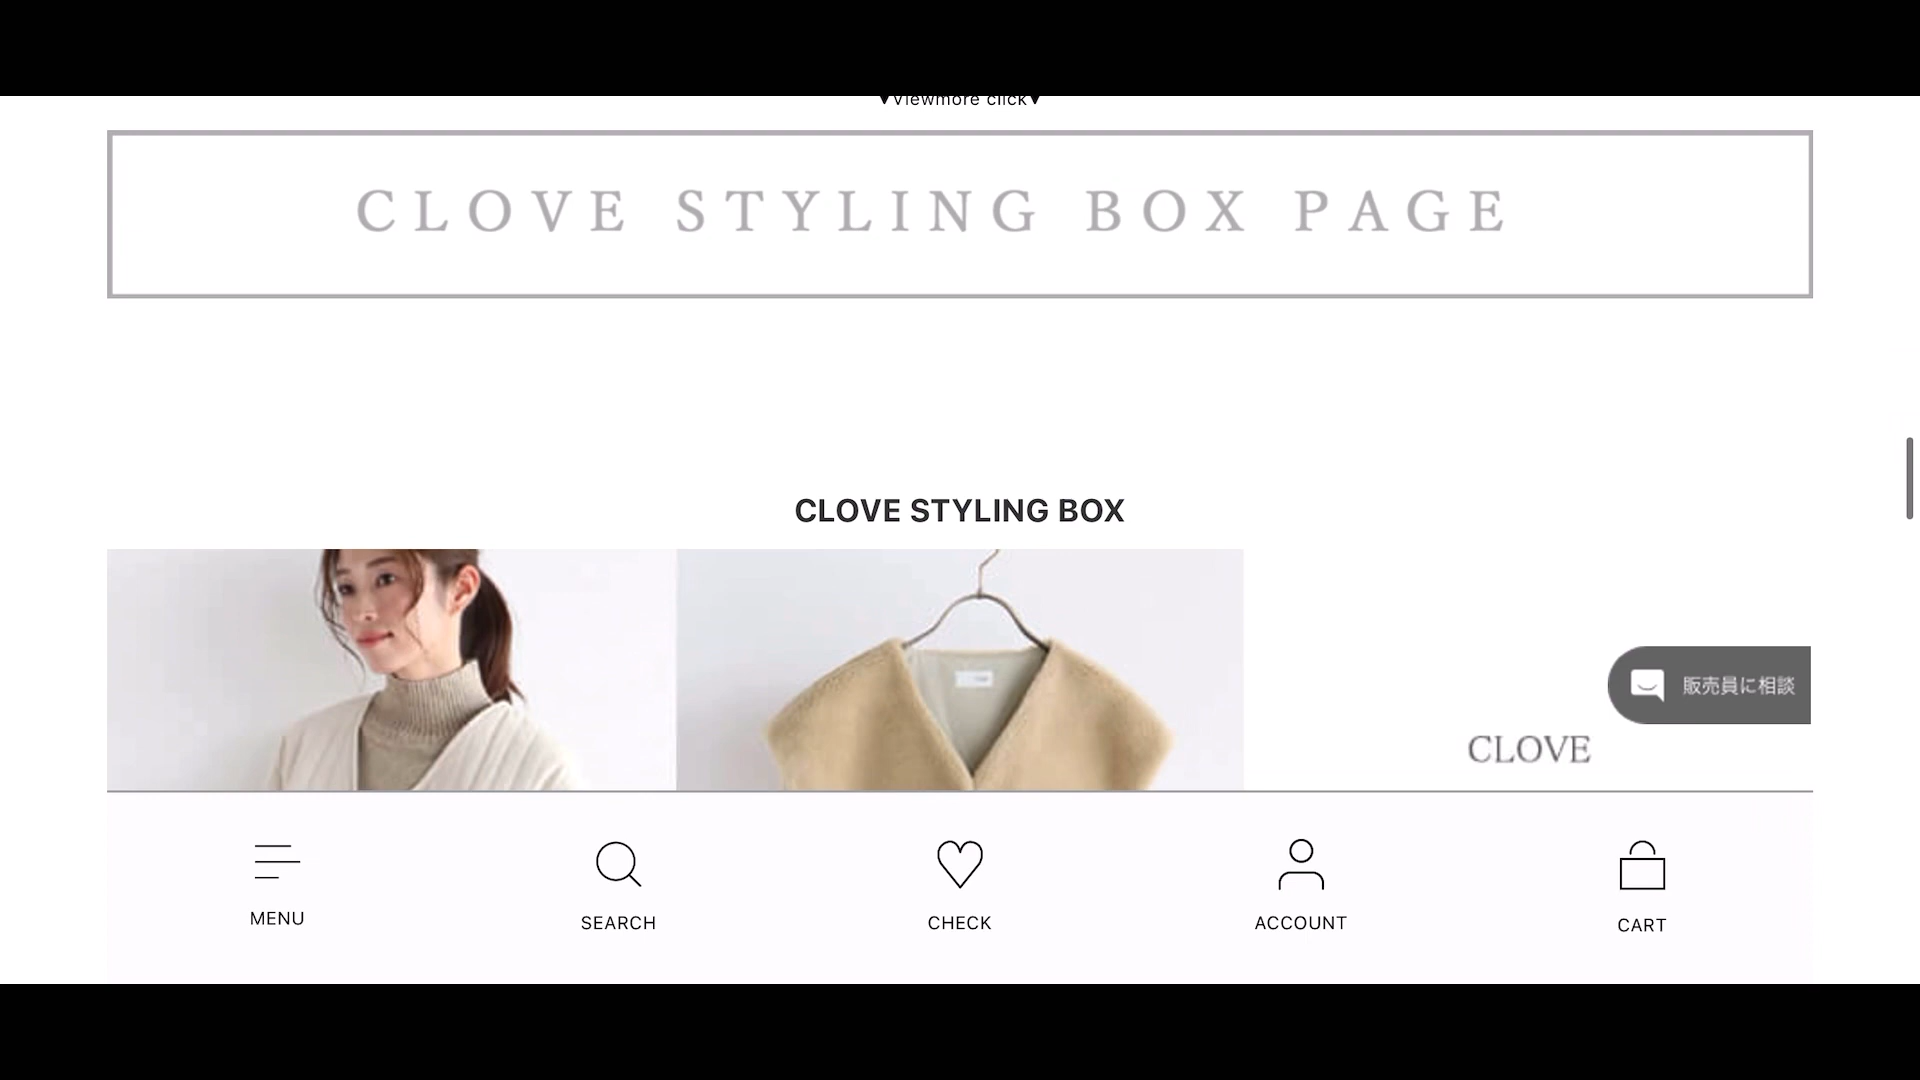 ▼Viewmore click▼
CLOVE STYLING BOX PAGE
CLOVE STYLING BOX
販売員に相談
CLOVE
MENU
SEARCH
CHECK
ACCOUNT
CART